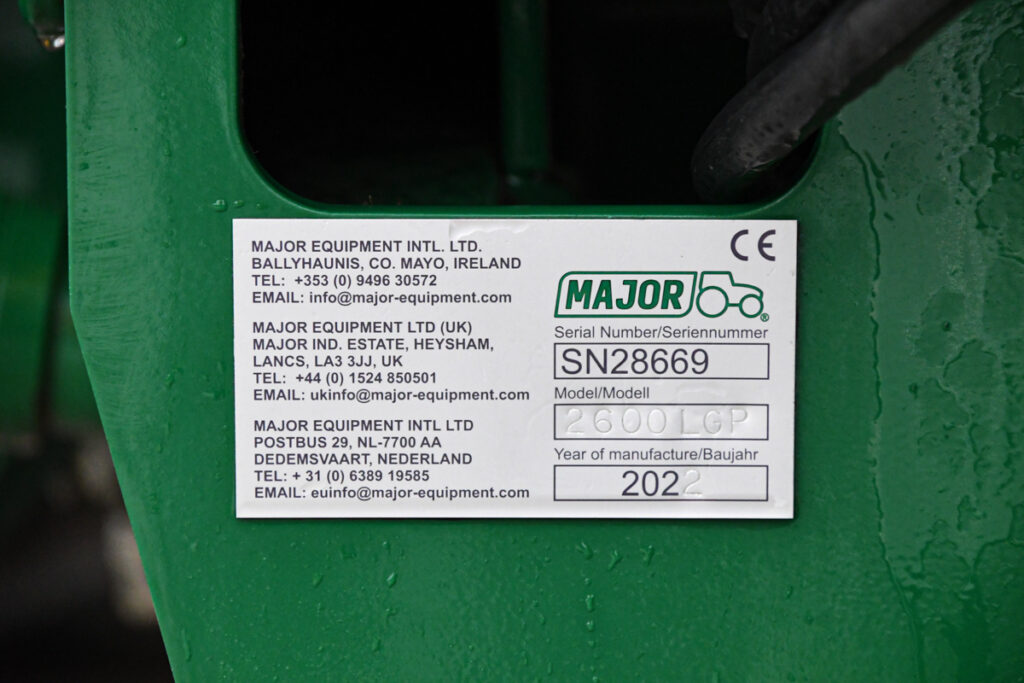 MAJOR EQUIPMENT INTL. LTD.
BALLYHAUNIS, CO. MAYO, IRELAND
TEL: +353 (0) 9496 30572
EMAIL: info@major-equipment.com
MAJOR EQUIPMENT LTD (UK)
MAJOR IND. ESTATE, HEYSHAM,
LANCS, LA3 3JJ, UK
TEL: +44 (0) 1524 850501
EMAIL: ukinfo@major-equipment.com
MAJOR EQUIPMENT INTL LTD
POSTBUS 29, NL-7700 AA
DEDEMSVAART, NEDERLAND
TEL: + 31 (0) 6389 19585
EMAIL: euinfo@major-equipment.com
CE
MAJOR ®
Serial Number/Seriennummer
SN28669
Model/Modell
2600LGP
Year of manufacture/Baujahr
2022